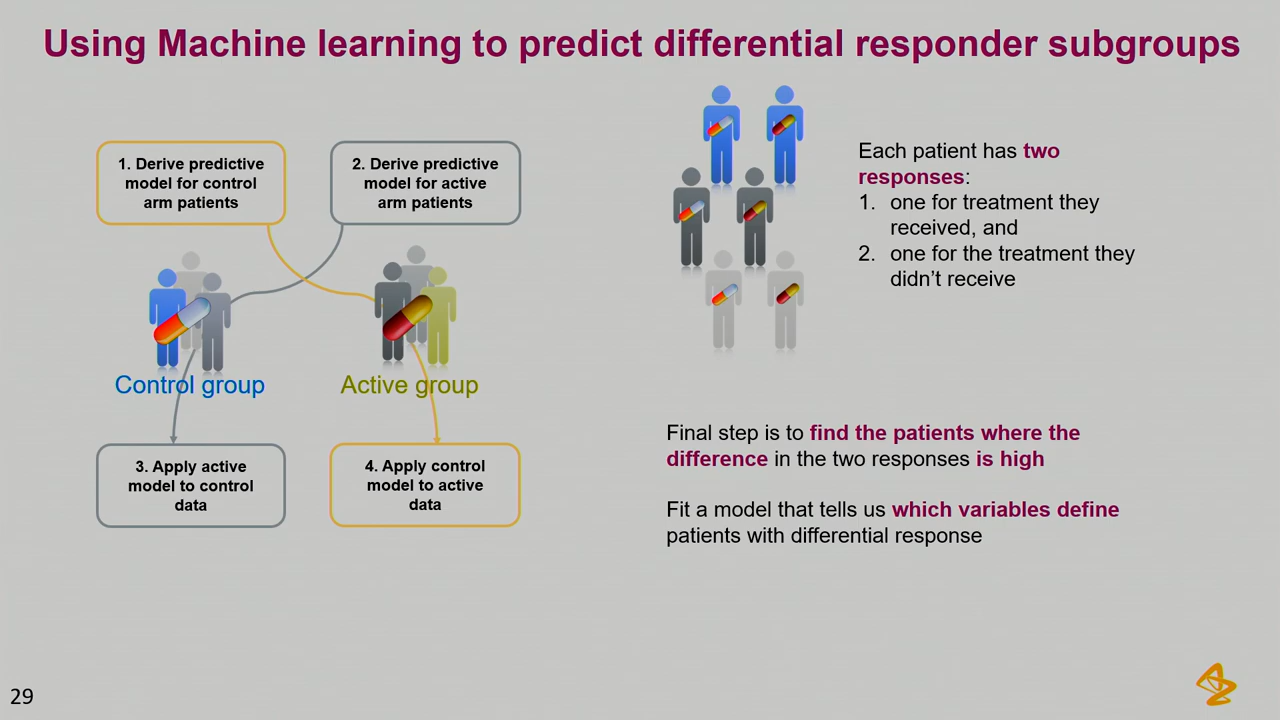 Using Machine learning to predict differential responder subgroups
1. Derive predictive
model for control
arm patients
2. Derive predictive
model for active
arm patients
Control group
Active group
3. Apply active
model to control
data
4. Apply control
model to active
data
Each patient has two
responses:
1. one for treatment they
received, and
2. one for the treatment they
didn't receive
Final step is to find the patients where the
difference in the two responses is high
Fit a model that tells us which variables define
patients with differential response
29